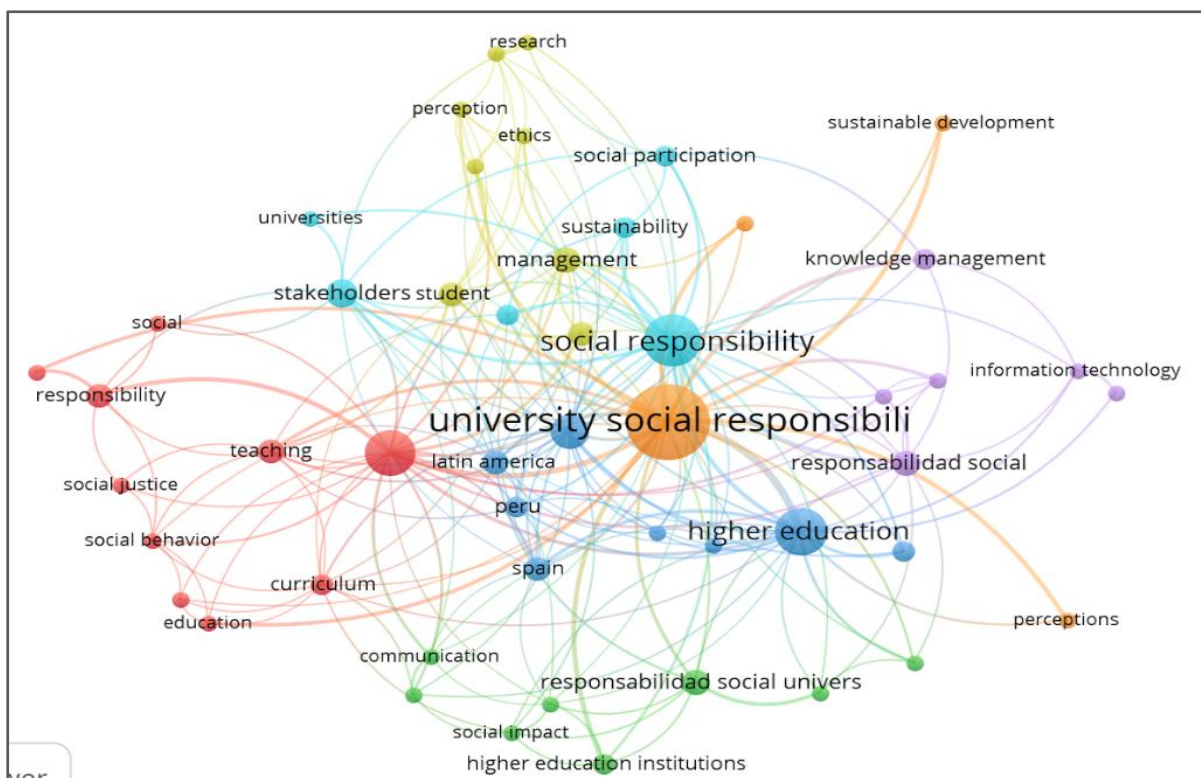 research
perception
ethics
sustainable development
social participation
universities
sustainability
management
knowledge management
stakeholders
student
social
social responsibility
information technology
responsibility
university social responsibili
teaching
latin america
responsabilidad social
social justice
peru
higher education
social behavior
spain
curriculum
education
perceptions
communication
responsabilidad social univers
social impact
higher education institutions